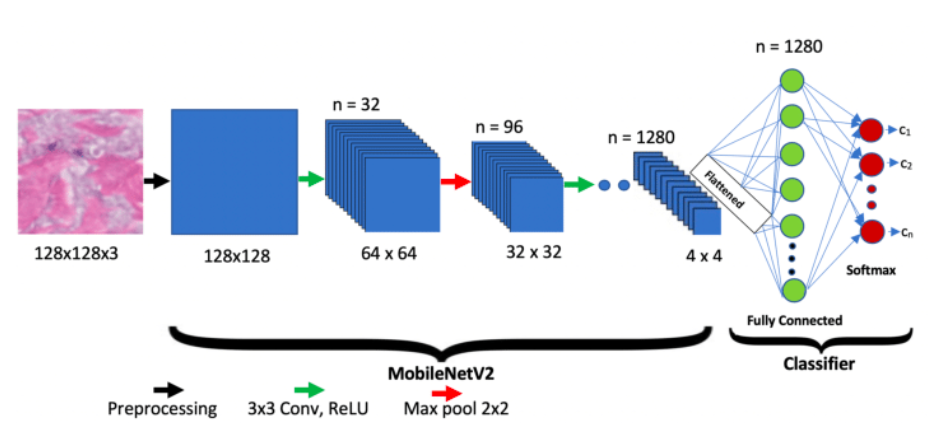 n = 1280
n = 32
n = 96
n = 1280
Flattened
c1
c2
cn
128x128x3
128x128
64 x 64
32 x 32
4 x 4
Softmax
Fully Connected
Classifier
MobileNetV2
Preprocessing
3x3 Conv, ReLU
Max pool 2x2